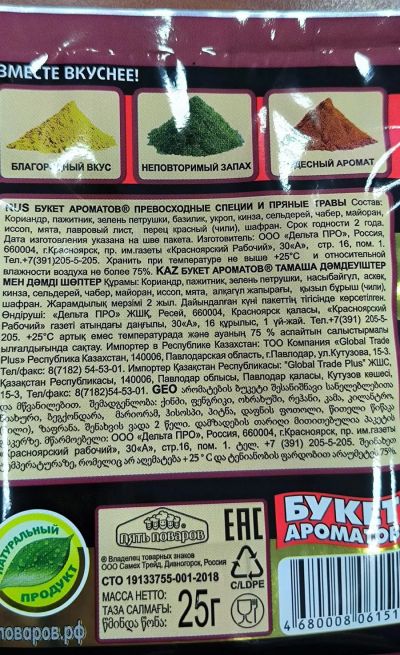 ВМЕСТЕ ВКУСНЕЕ!
БЛАГОРОДНЫЙ ВКУС
НЕПОВТОРИМЫЙ ЗАПАХ
ЧУДЕСНЫЙ АРОМАТ
RUS БУКЕТ АРОМАТОВ® ПРЕВОСХОДНЫЕ СПЕЦИИ И ПРЯНЫЕ ТРАВЫ Состав:
Кориандр, пажитник, зелень петрушки, базилик, укроп, кинза, сельдерей, чабер, майоран,
иссоп, мята, лавровый лист, перец красный (чили), шафран. Срок годности 2 года.
Дата изготовления указана на шве пакета. Изготовитель: ООО «Дельта ПРО», Россия,
660004, г.Красноярск, пр. им.газеты «Красноярский Рабочий», 30«А», стр. 16, пом. 1.
Тел.+7(391)205-5-205. Хранить при температуре не выше +25°С и относительной
влажности воздуха не более 75%. KAZ БУКЕТ АРОМАТОВ® ТАМАША ДӘМДЕУІШТЕР
МЕН ДӘМДІ ШӨПТЕР Құрамы: Кориандр, пажитник, зелень петрушки, насыбайгүл, аскөк,
кинза, сельдерей, чабер, майоран, иссоп, мята, алқагүл жапырағы, қызыл бұрыш (чили),
шафран. Жарамдылық мерзімі 2 жыл. Дайындалған күні пакеттің тігісінде көрсетілген.
Өндіруші: «Дельта ПРО» ЖШҚ, Ресей, 660004, Красноярск қаласы, «Красноярский
Рабочий» газеті атындағы даңғылы, 30«А», 16 құрылыс, 1 үй-жай. Тел.+7(391) 205-5-
205. +25°С артық емес температурада және ауаның 75 % аспайтын салыстырмалы
ылғалдағында сақтау. Импортер в Республике Казахстан: ТОО Компания «Global Trade
Plus» Республика Казахстан, 140006, Павлодарская область, г.Павлодар, ул.Кутузова, 15-3.
Тел/факс: 8(7182) 54-53-01. Импортер Қазақстан Республикасы: "Global Trade Plus" ЖШС,
Қазақстан Республикасы, 140006, Павлодар облысы, Павлодар қаласы, Кутузов көшесі,
15-3, Тел/факс: 8(7182)54-53-01. GEO არომატების ბუკეტი შესანიშნავი სანელებლებით
და მწვანილებით.
ООО «Дельта ПРО», Россия, 660004, г.Красноярск, пр. им.газеты
«Красноярский рабочий», 30«А», стр.16, пом. 1. тел. +7 (391) 205-5-205.
НАТУРАЛЬНЫЙ
ПРОДУКТ
поваров.рф
ПЯТЬ ПОВАРОВ
® Владелец товарных знаков
ООО Самех Трейд, Дивногорск, Россия
СТО 19133755-001-2018
МАССА НЕТТО:
ТАЗА САЛМАҒЫ:
წმინდა წონა:
25г
EAC
C/LDPE
БУКЕТ
АРОМАТОВ
4680008 06151